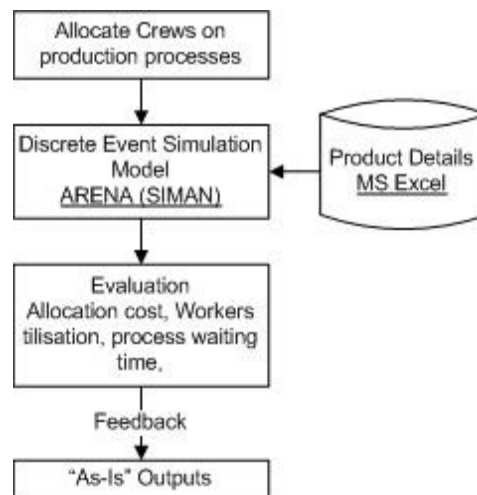 Allocate Crews on
production processes
Discrete Event Simulation
Model
ARENA (SIMAN)
Product Details
MS Excel
Evaluation
Allocation cost, Workers
tilisation, process waiting
time,
Feedback
"As-Is" Outputs